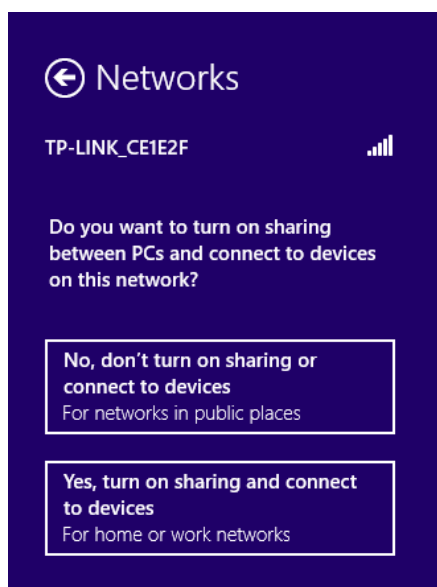 Networks
TP-LINK_CE1E2F
Do you want to turn on sharing
between PCs and connect to devices
on this network?
No, don't turn on sharing or
connect to devices
For networks in public places
Yes, turn on sharing and connect
to devices
For home or work networks